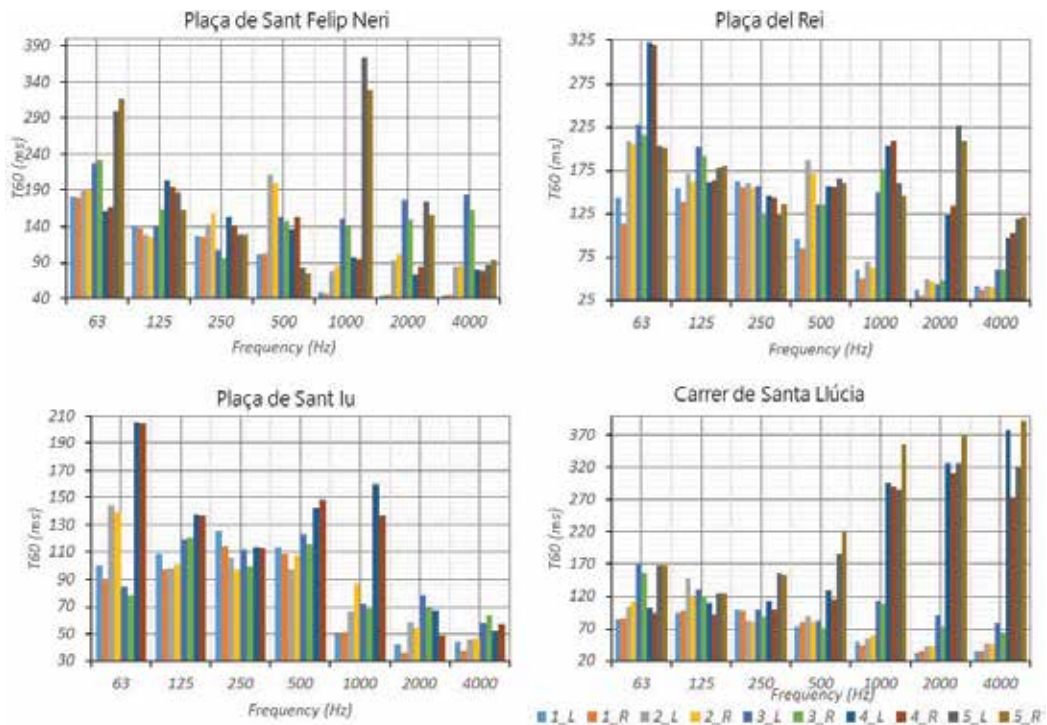 Plaça de Sant Felip Neri
T60 (ms)
390
340
290
240
190
140
90
40
63 125 250 500 1000 2000 4000
Frequency (Hz)
Plaça del Rei
T60 (ms)
325
275
225
175
125
75
25
63 125 250 500 1000 2000 4000
Frequency (Hz)
Plaça de Sant Iu
T60 (ms)
210
190
170
150
130
110
90
70
50
30
63 125 250 500 1000 2000 4000
Frequency (Hz)
Carrer de Santa Llúcia
T60 (ms)
370
320
270
220
170
120
70
20
63 125 250 500 1000 2000 4000
Frequency (Hz)
1_L 1_R 2_L 2_R 3_L 3_R 4_L 4_R 5_L 5_R